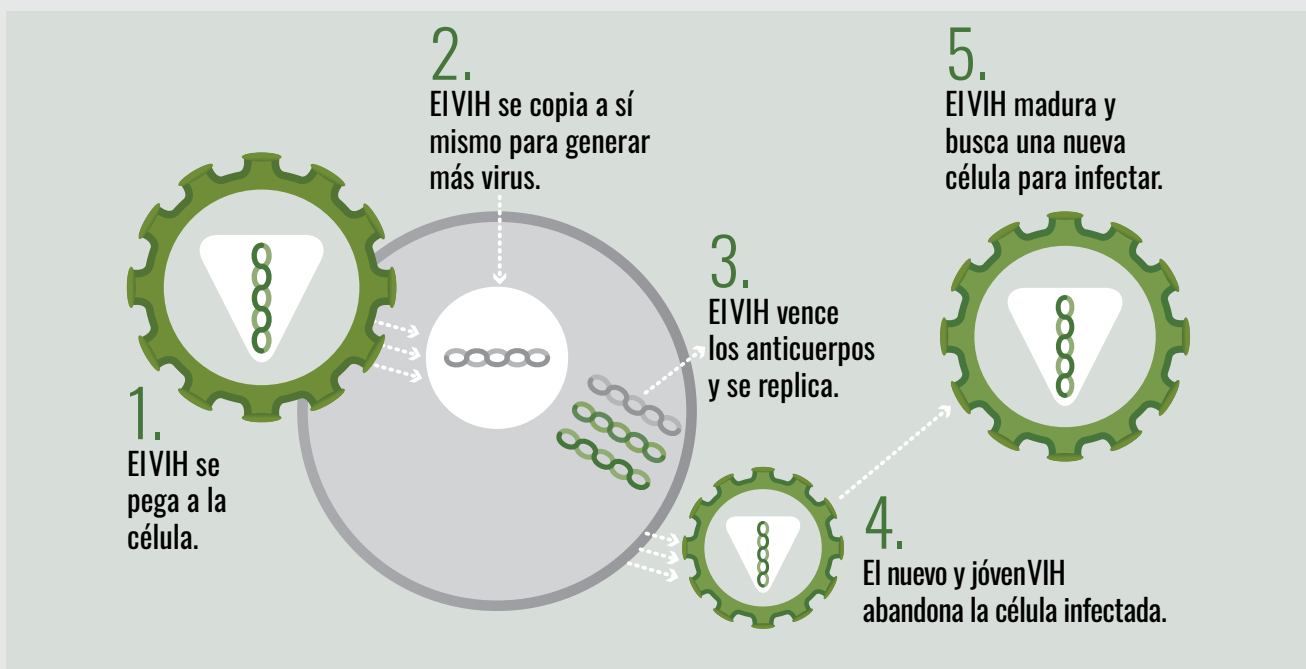 1.
El VIH se
pega a la
célula.
2.
El VIH se copia a sí
mismo para generar
más virus.
3.
El VIH vence
los anticuerpos
y se replica.
4.
El nuevo y jóven VIH
abandona la célula infectada.
5.
El VIH madura y
busca una nueva
célula para infectar.